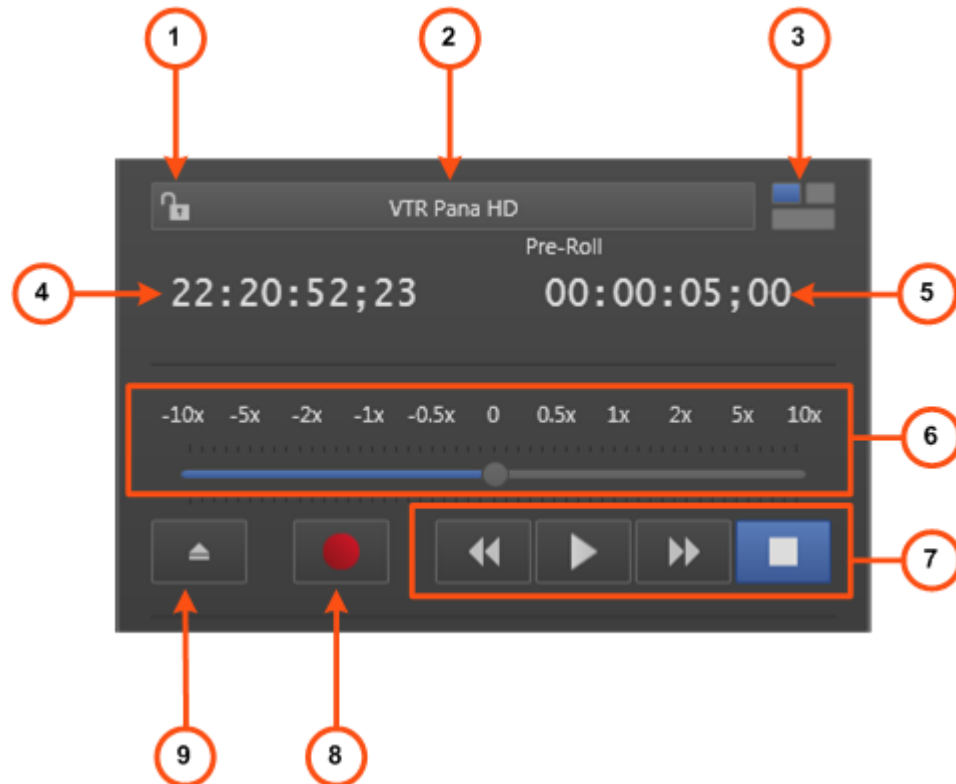 1 2 3
VTR Pana HD
Pre-Roll
4 22:20:52;23 00:00:05;00 5
-10x -5x -2x -1x -0.5x 0 0.5x 1x 2x 5x 10x
6
7
9 8